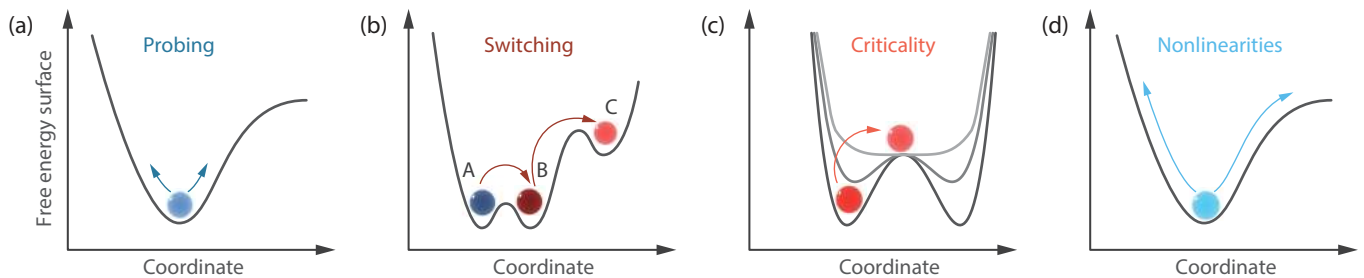 (a)
Probing
Free energy surface
Coordinate
(b)
Switching
A
B
C
Coordinate
(c)
Criticality
Coordinate
(d)
Nonlinearities
Coordinate